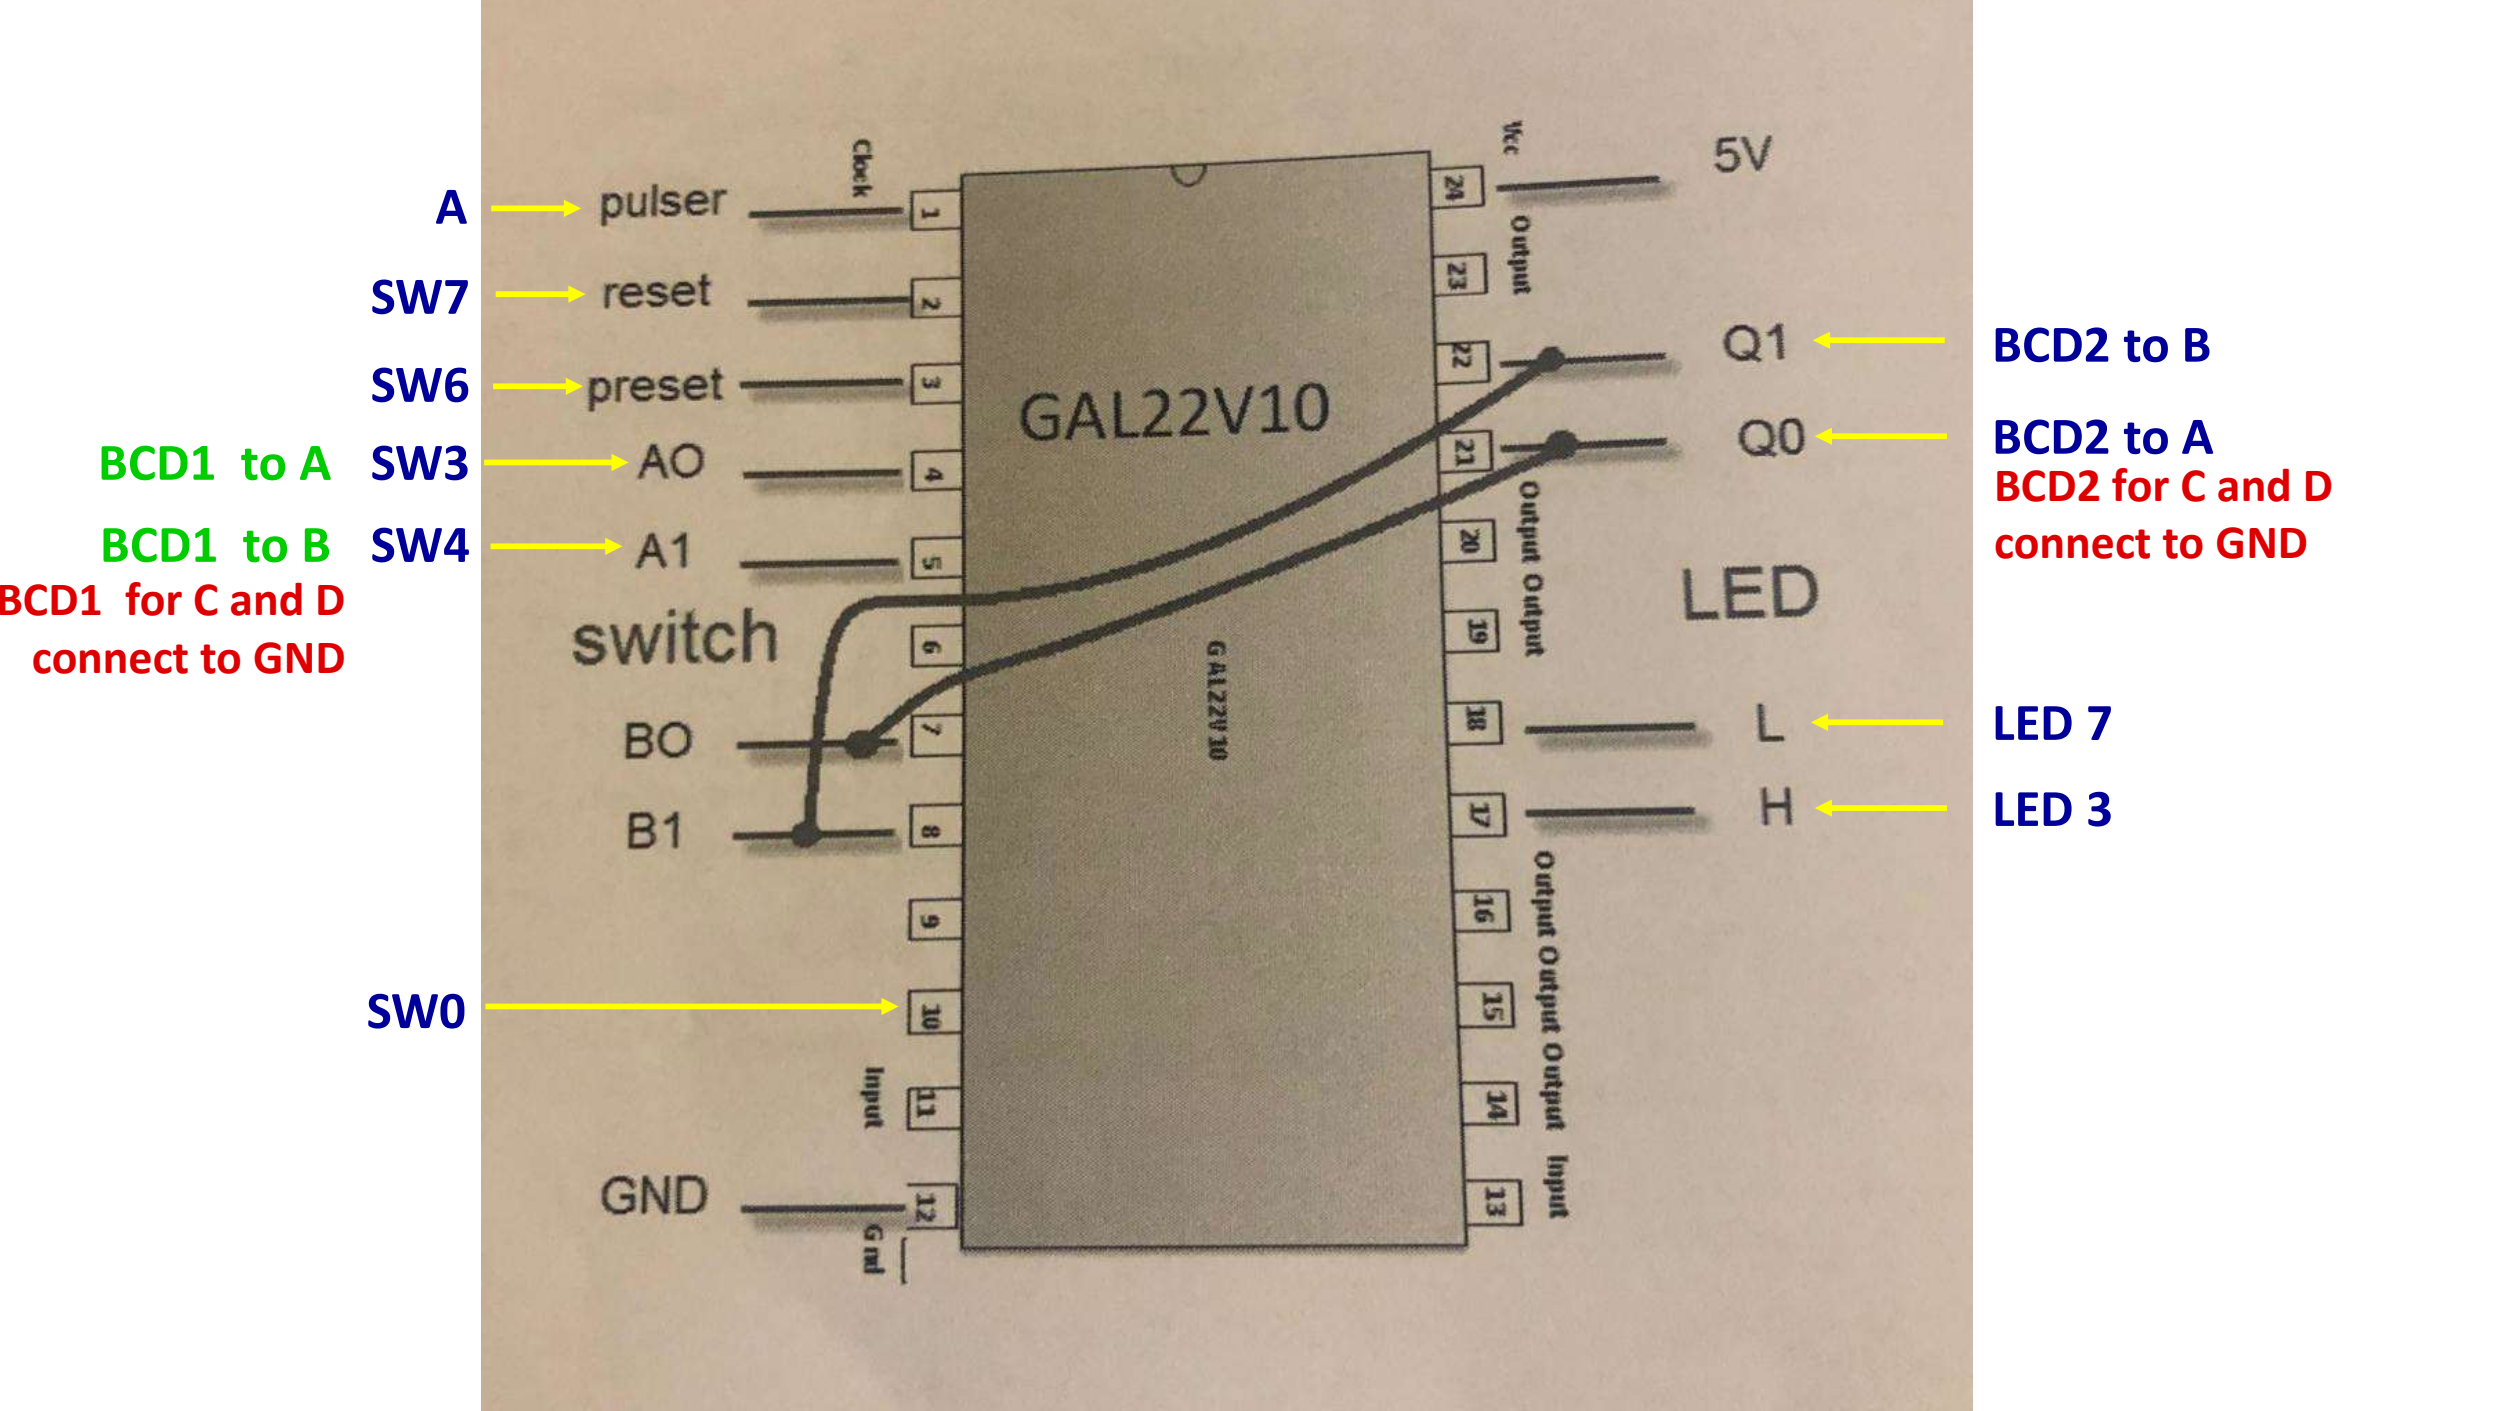 A
pulser
Clock
1
SW7
reset
2
SW6
preset
3
BCD1 to A
SW3
AO
4
BCD1 to B
SW4
A1
5
BCD1 for C and D
connect to GND
switch
6
BO
7
B1
8
9
SW0
10
Input
11
GND
12
Gnd
GAL22V10
GAL22V10
24
Vcc
5V
23
Output
22
Q1
BCD2 to B
21
Q0
BCD2 to A
BCD2 for C and D
connect to GND
20
Output Output
LED
19
18
L
LED 7
17
H
LED 3
16
Output Output Output
15
14
13
Input